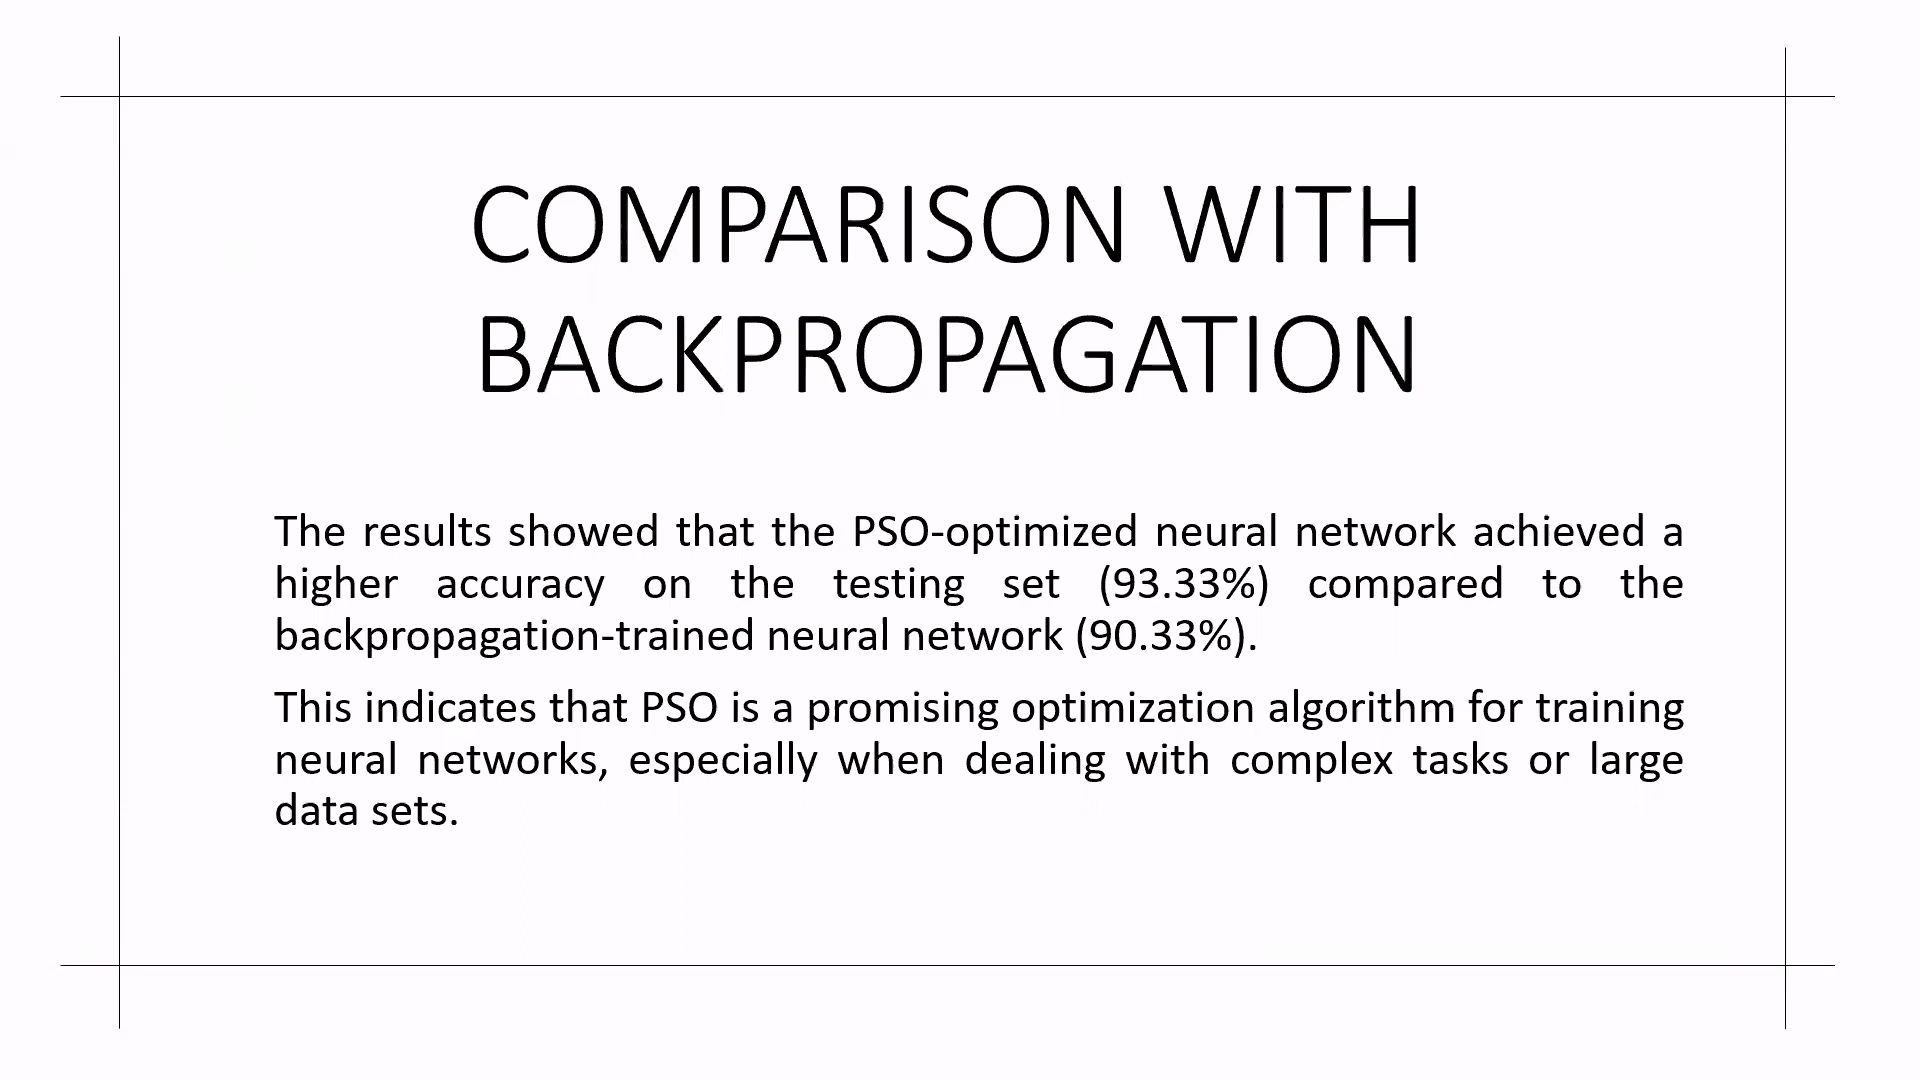 COMPARISON WITH
BACKPROPAGATION
The results showed that the PSO-optimized neural network achieved a
higher accuracy on the testing set (93.33%) compared to the
backpropagation-trained neural network (90.33%).
This indicates that PSO is a promising optimization algorithm for training
neural networks, especially when dealing with complex tasks or large
data sets.